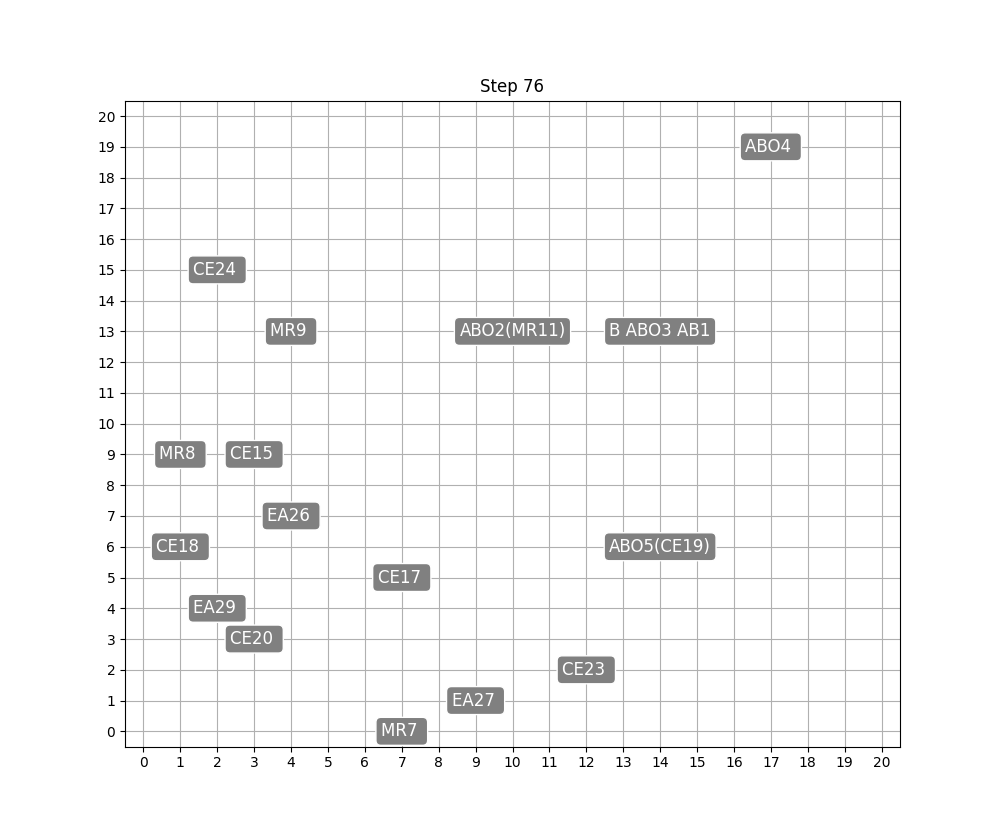 Step 76
20
19
ABO4
18
17
16
15
CE24
14
13
MR9 ABO2(MR11) B ABO3 AB1
12
11
10
9
MR8 CE15
8
7
EA26
6
CE18 ABO5(CE19)
5
CE17
4
EA29
3
CE20
2
CE23
1
EA27
0
MR7
0 1 2 3 4 5 6 7 8 9 10 11 12 13 14 15 16 17 18 19 20